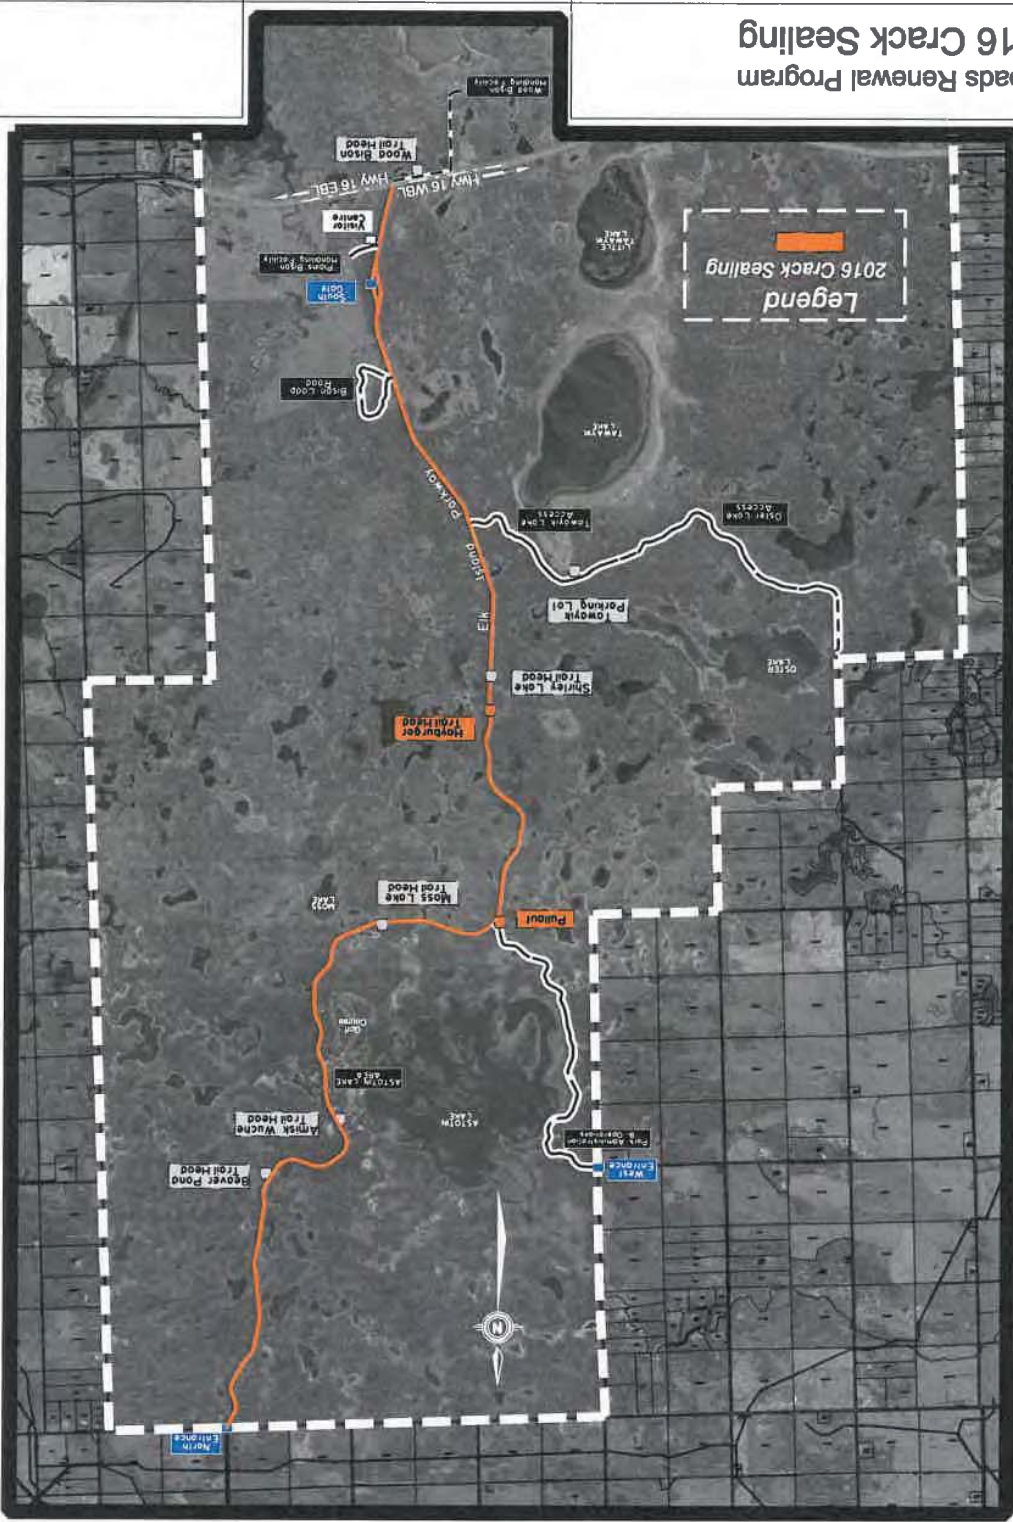 North
Entrance
N
West
Entrance
Beaver Pond
Trail Head
Park Administration
& Operations
Amisk Wuche
Trail Head
ASTOTIN
LAKE
ASTOTIN LAKE
AREA
Golf
Course
Pullout
Moss Lake
Trail Head
MOSS
LAKE
Hayburger
Trail Head
Shirley Lake
Trail Head
OSTER
LAKE
Tawayik Lake
Parking Lot
Elk Island Parkway
Oster Lake
Access
Tawayik Lake
Access
TAWAYIK
LAKE
Bison Loop
Road
Legend
2016 Crack Sealing
South
Gate
Plains Bison
Handling Facility
LITTLE
TAWAYIK
LAKE
Visitor
Centre
Hwy 16 WBL
Hwy 16 EBL
Wood Bison
Trail Head
Wood Bison
Handling Facility
ads Renewal Program
16 Crack Sealing